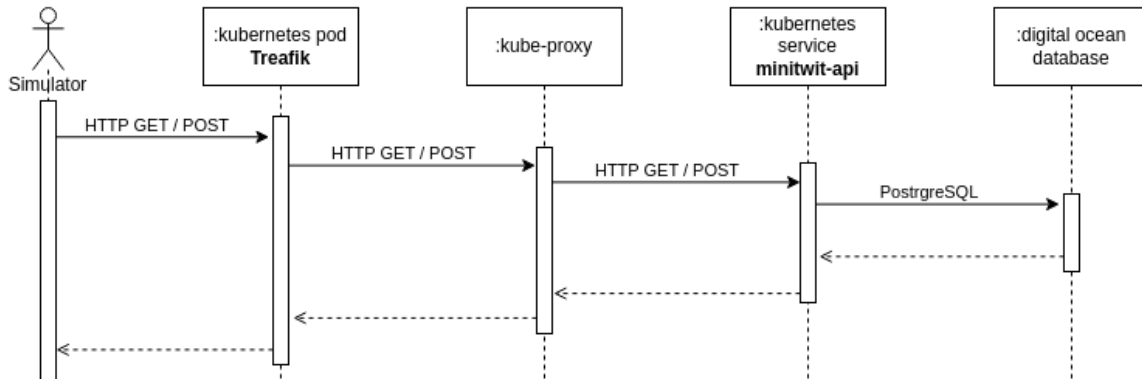 :kubernetes pod
Treafik
:kube-proxy
:kubernetes
service
minitwit-api
:digital ocean
database
Simulator
HTTP GET / POST
HTTP GET / POST
HTTP GET / POST
PostrgreSQL